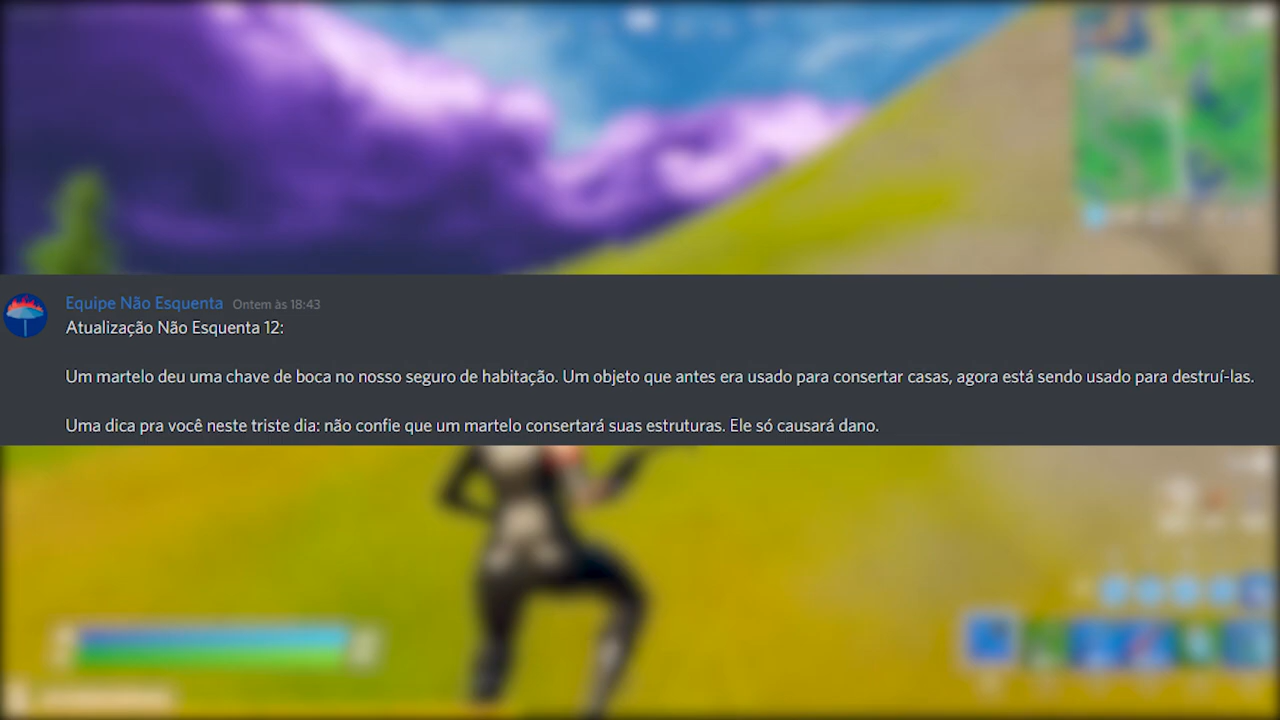 Equipe Não Esquenta Ontem às 18:43
Atualização Não Esquenta 12:
Um martelo deu uma chave de boca no nosso seguro de habitação. Um objeto que antes era usado para consertar casas, agora está sendo usado para destruí-las.
Uma dica pra você neste triste dia: não confie que um martelo consertará suas estruturas. Ele só causará dano.